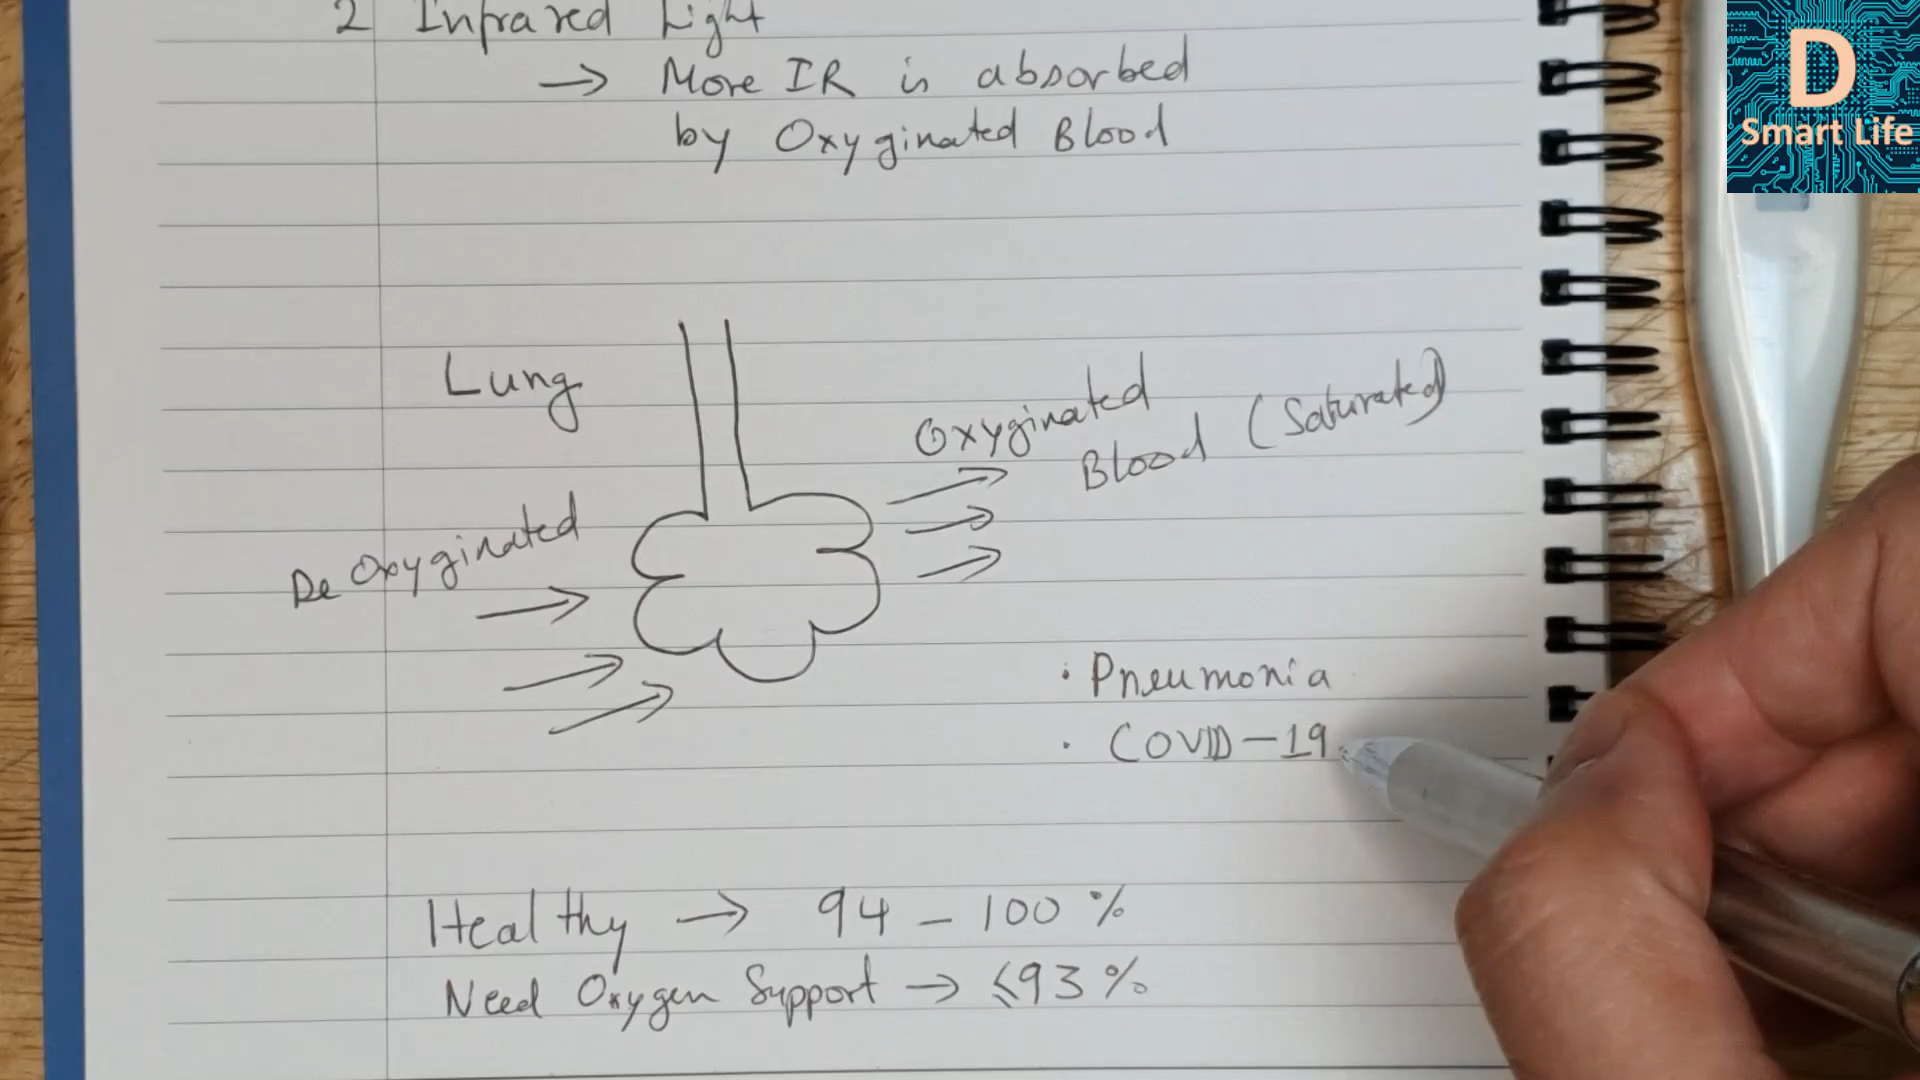 2 Infrared Light
→ More IR is absorbed
by Oxyginated Blood
Lung
Oxyginated
Blood (Saturated)
De Oxyginated
• Pneumonia
• COVID-19
Healthy → 94 - 100 %
Need Oxygen Support → ≤93 %
D
Smart Life